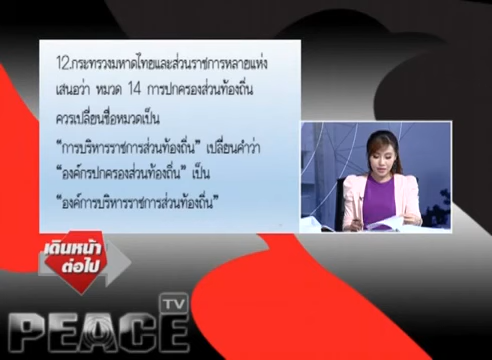 12.กระทรวงมหาดไทยและส่วนราชการหลายแห่ง
เสนอว่า หมวด 14 การปกครองส่วนท้องถิ่น
ควรเปลี่ยนชื่อหมวดเป็น
“การบริหารราชการส่วนท้องถิ่น” เปลี่ยนคำว่า
“องค์กรปกครองส่วนท้องถิ่น” เป็น
“องค์การบริหารราชการส่วนท้องถิ่น”
เดินหน้า
ต่อไป
PEACE TV